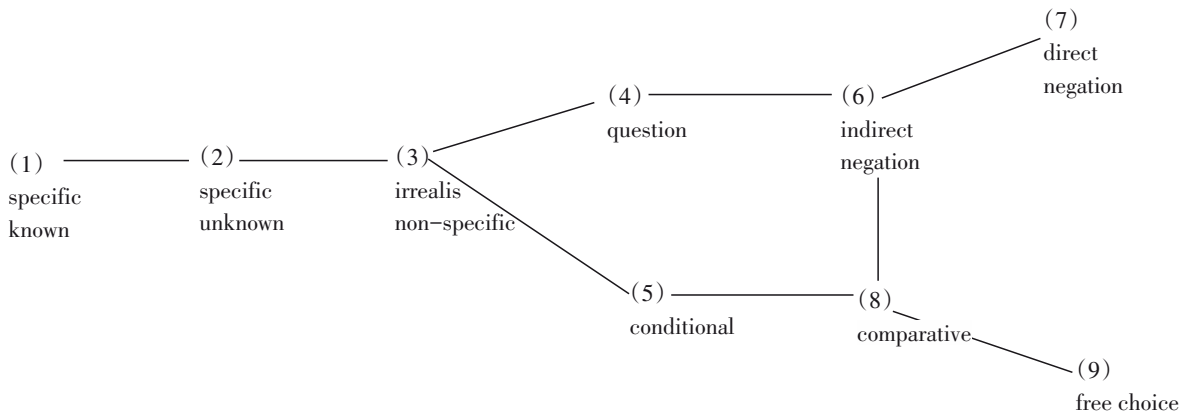 (1)
specific
known
(2)
specific
unknown
(3)
irrealis
non-specific
(4)
question
(5)
conditional
(6)
indirect
negation
(7)
direct
negation
(8)
comparative
(9)
free choice